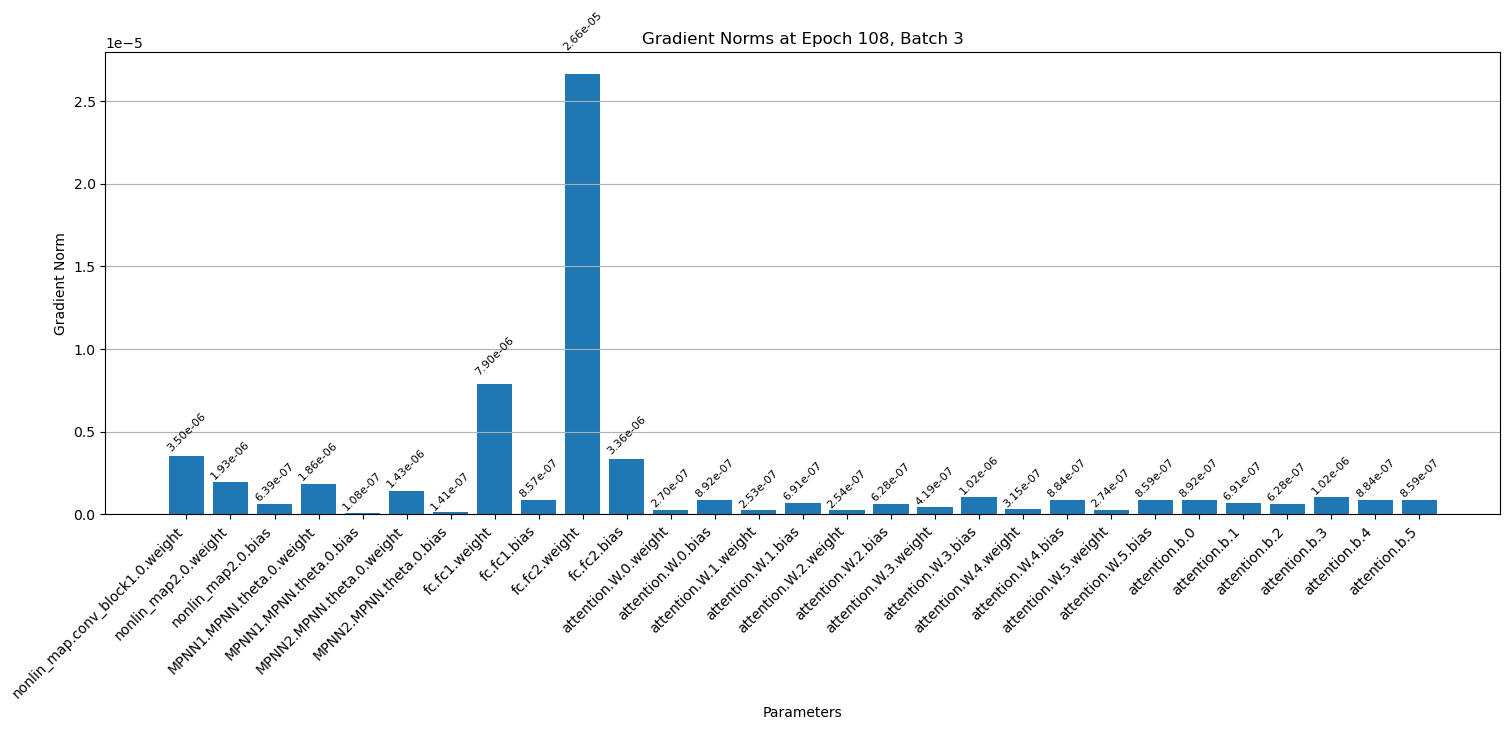 Gradient Norms at Epoch 108, Batch 3
1e−5
Gradient Norm
2.5
2.0
1.5
1.0
0.5
0.0
3.50e-06
1.93e-06
6.39e-07
1.86e-06
1.08e-07
1.43e-06
1.41e-07
7.90e-06
8.57e-07
2.66e-05
3.36e-06
2.70e-07
8.92e-07
2.53e-07
6.91e-07
2.54e-07
6.28e-07
4.19e-07
1.02e-06
3.15e-07
8.84e-07
2.74e-07
8.59e-07
8.92e-07
6.91e-07
6.28e-07
1.02e-06
8.84e-07
8.59e-07
nonlin_map.conv_block1.0.weight
nonlin_map2.0.weight
nonlin_map2.0.bias
MPNN1.MPNN.theta.0.weight
MPNN1.MPNN.theta.0.bias
MPNN2.MPNN.theta.0.weight
MPNN2.MPNN.theta.0.bias
fc.fc1.weight
fc.fc1.bias
fc.fc2.weight
fc.fc2.bias
attention.W.0.weight
attention.W.0.bias
attention.W.1.weight
attention.W.1.bias
attention.W.2.weight
attention.W.2.bias
attention.W.3.weight
attention.W.3.bias
attention.W.4.weight
attention.W.4.bias
attention.W.5.weight
attention.W.5.bias
attention.b.0
attention.b.1
attention.b.2
attention.b.3
attention.b.4
attention.b.5
Parameters